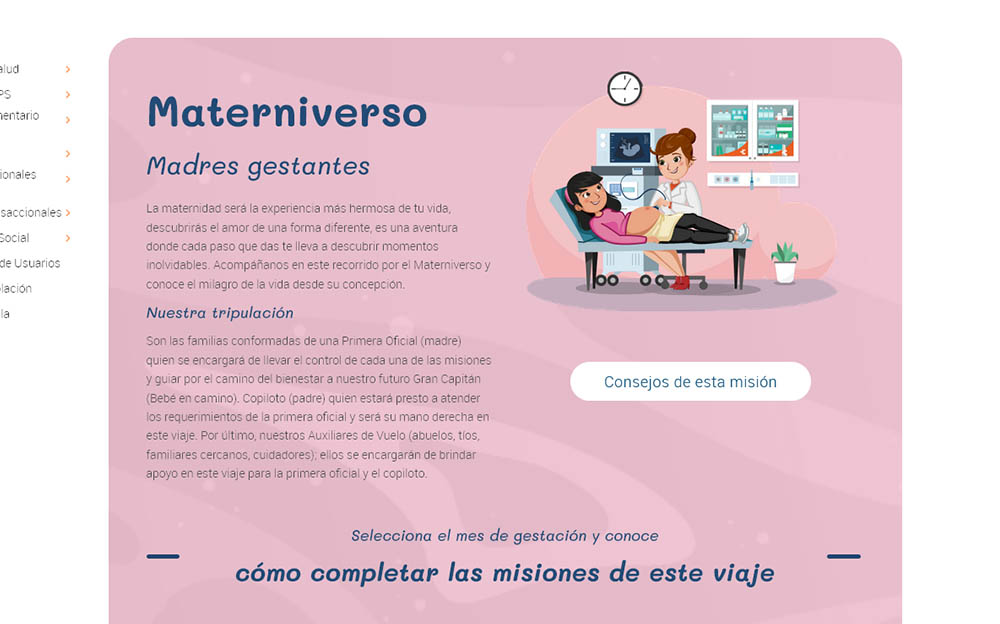 alud
PS
nentario
ionales
saccionales
Social
de Usuarios
olación
la
Materniverso
Madres gestantes
La maternidad será la experiencia más hermosa de tu vida,
descubrirás el amor de una forma diferente, es una aventura
donde cada paso que das te lleva a descubrir momentos
inolvidables. Acompáñanos en este recorrido por el Materniverso y
conoce el milagro de la vida desde su concepción.
Nuestra tripulación
Son las familias conformadas de una Primera Oficial (madre)
quien se encargará de llevar el control de cada una de las misiones
y guiar por el camino del bienestar a nuestro futuro Gran Capitán
(Bebé en camino). Copiloto (padre) quien estará presto a atender
los requerimientos de la primera oficial y será su mano derecha en
este viaje. Por último, nuestros Auxiliares de Vuelo (abuelos, tíos,
familiares cercanos, cuidadores); ellos se encargarán de brindar
apoyo en este viaje para la primera oficial y el copiloto.
Consejos de esta misión
Selecciona el mes de gestación y conoce
cómo completar las misiones de este viaje